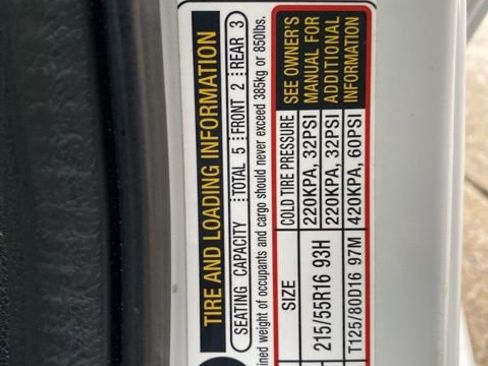 TIRE AND LOADING INFORMATION
SEATING CAPACITY TOTAL 5 FRONT 2 REAR 3
weight of occupants and cargo should never exceed 385kg or 850lbs.
SIZE COLD TIRE PRESSURE SEE OWNER'S
MANUAL FOR
ADDITIONAL
INFORMATION
215/55R16 93H 220KPA, 32PSI
220KPA, 32PSI
T125/80D16 97M 420KPA, 60PSI